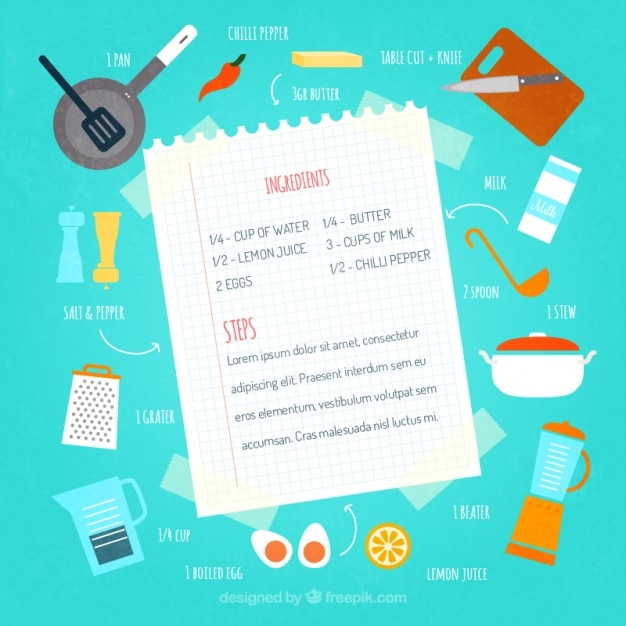 CHILLI PEPPER
1 PAN
TABLE CUT + KNIFE
3GR BUTTER
INGREDIENTS
1/4 - CUP OF WATER
1/2 - LEMON JUICE
2 EGGS
1/4 - BUTTER
3 - CUPS OF MILK
1/2 - CHILLI PEPPER
STEPS
Lorem ipsum dolor sit amet, consectetur
adipiscing elit. Praesent interdum sem ac
eros elementum, vestibulum efficitur risus
accumsan. Cras malesuada nisl luctus mi.
MILK
Milk
2 SPOON
1 STEW
SALT & PEPPER
1 GRATER
1/4 CUP
1 BOILED EGG
LEMON JUICE
1 BEATER
designed by freepik.com